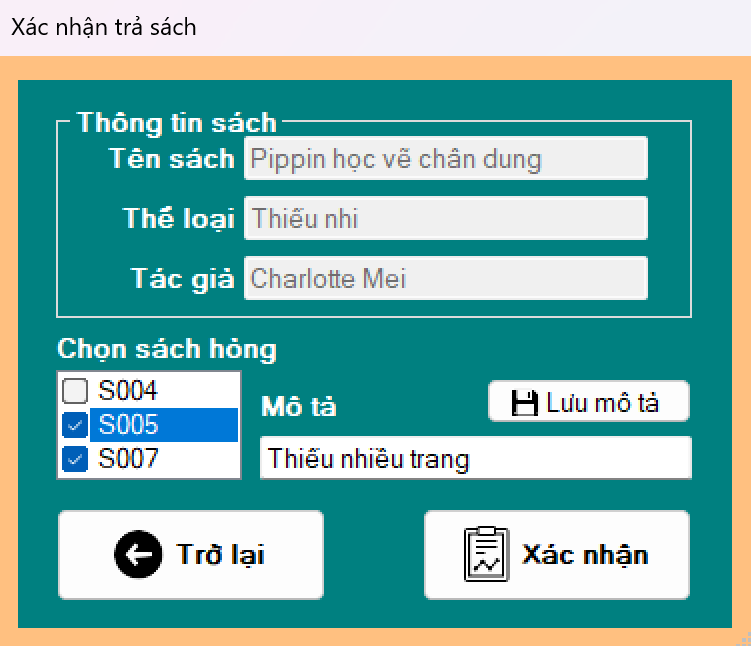 Xác nhận trả sách
Thông tin sách
Tên sách Pippin học vẽ chân dung
Thể loại Thiếu nhi
Tác giả Charlotte Mei
Chọn sách hỏng
S004
S005
S007
Mô tả
Lưu mô tả
Thiếu nhiều trang
Trở lại
Xác nhận